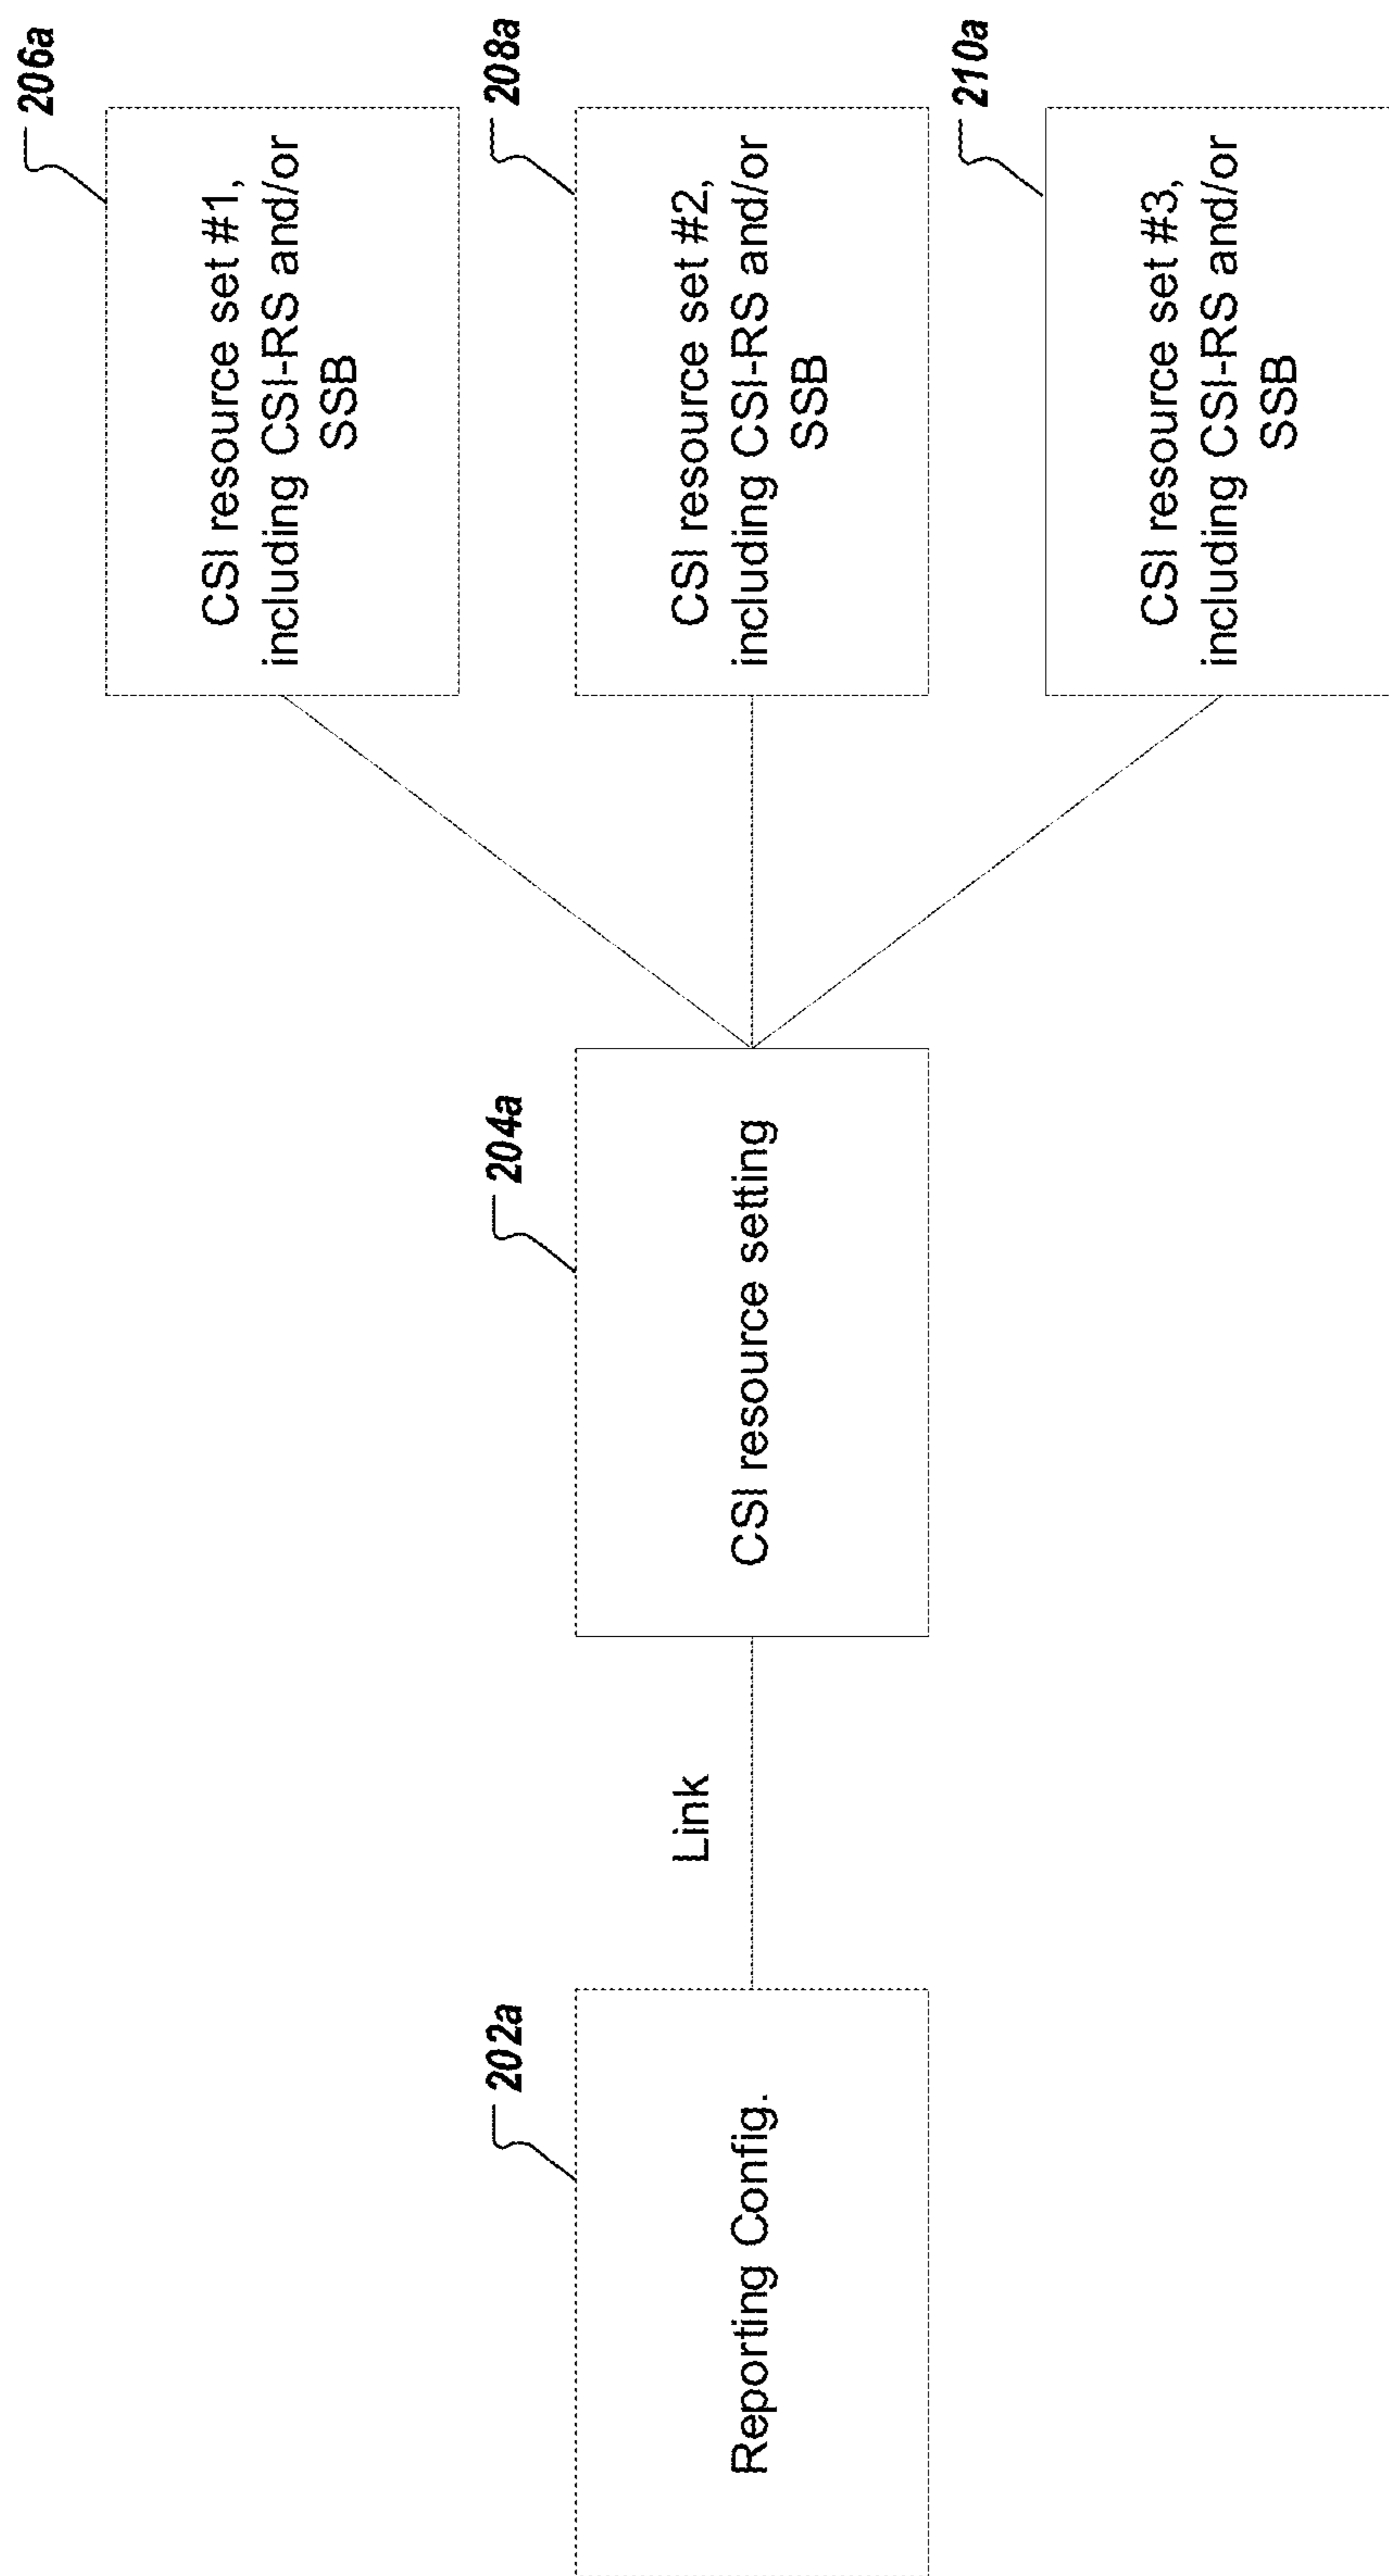 202a
Reporting Config.
Link
204a
CSI resource setting
206a
CSI resource set #1,
including CSI-RS and/or
SSB
208a
CSI resource set #2,
including CSI-RS and/or
SSB
210a
CSI resource set #3,
including CSI-RS and/or
SSB